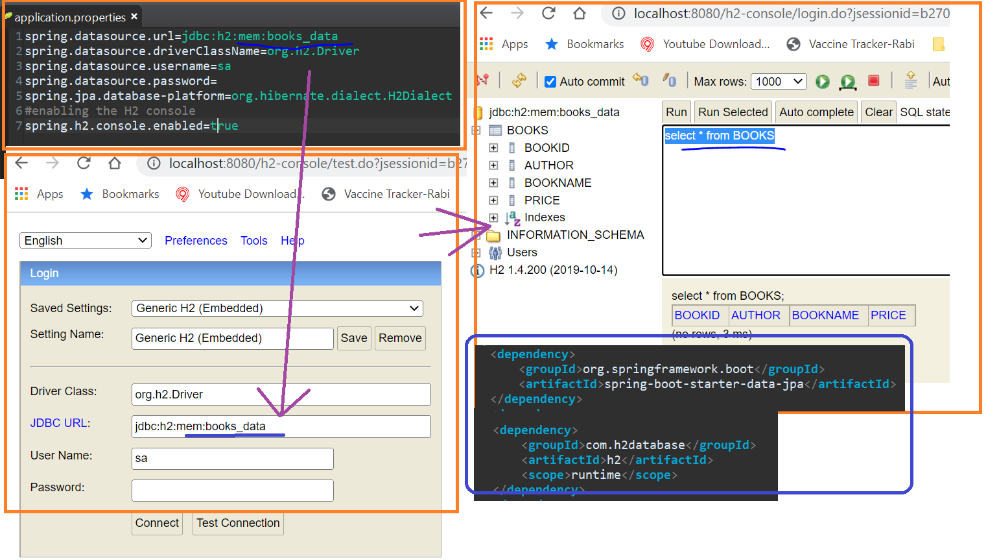 application.properties ×
1 spring.datasource.url=jdbc:h2:mem:books_data
2 spring.datasource.driverClassName=org.h2.Driver
3 spring.datasource.username=sa
4 spring.datasource.password=
5 spring.jpa.database-platform=org.hibernate.dialect.H2Dialect
6 #enabling the H2 console
7 spring.h2.console.enabled=true
localhost:8080/h2-console/test.do?jsessionid=b27
Apps Bookmarks Youtube Download... Vaccine Tracker-Rabi
English Preferences Tools Help
Login
Saved Settings: Generic H2 (Embedded)
Setting Name: Generic H2 (Embedded) Save Remove
Driver Class: org.h2.Driver
JDBC URL: jdbc:h2:mem:books_data
User Name: sa
Password:
Connect Test Connection
localhost:8080/h2-console/login.do?jsessionid=b270
Apps Bookmarks Youtube Download... Vaccine Tracker-Rabi
Auto commit Max rows: 1000 Aut
jdbc:h2:mem:books_data
BOOKS
BOOKID
AUTHOR
BOOKNAME
PRICE
Indexes
INFORMATION_SCHEMA
Users
H2 1.4.200 (2019-10-14)
Run Run Selected Auto complete Clear SQL state
select * from BOOKS
select * from BOOKS;
BOOKID AUTHOR BOOKNAME PRICE
(no rows, 3 ms)
<dependency>
<groupId>org.springframework.boot</groupId>
<artifactId>spring-boot-starter-data-jpa</artifactId>
</dependency>
<dependency>
<groupId>com.h2database</groupId>
<artifactId>h2</artifactId>
<scope>runtime</scope>
</dependency>